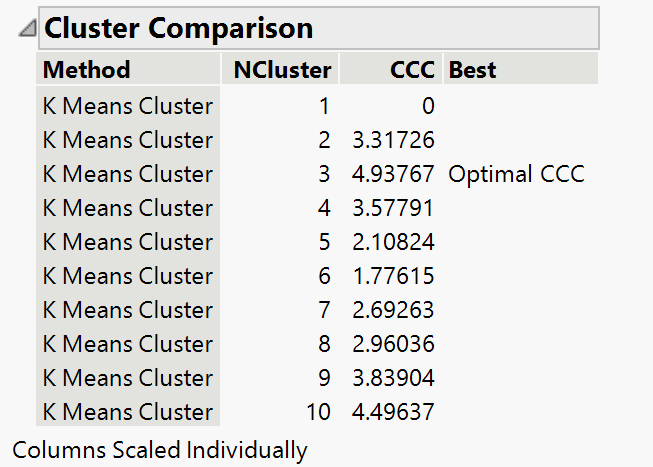 Cluster Comparison
Method NCluster CCC Best
K Means Cluster 1 0
K Means Cluster 2 3.31726
K Means Cluster 3 4.93767 Optimal CCC
K Means Cluster 4 3.57791
K Means Cluster 5 2.10824
K Means Cluster 6 1.77615
K Means Cluster 7 2.69263
K Means Cluster 8 2.96036
K Means Cluster 9 3.83904
K Means Cluster 10 4.49637
Columns Scaled Individually